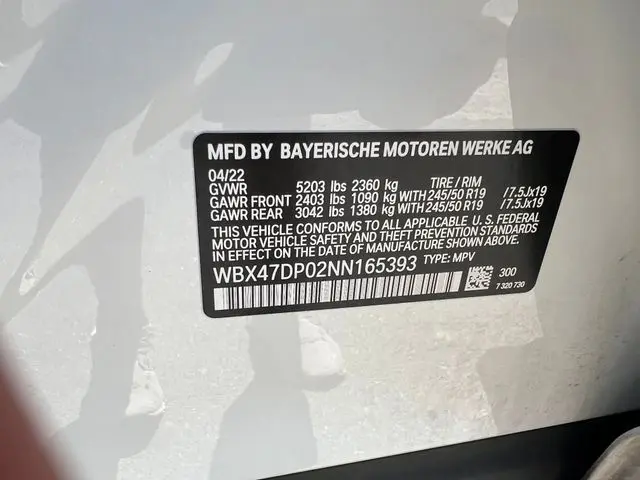 MFD BY BAYERISCHE MOTOREN WERKE AG
04/22
GVWR 5203 lbs 2360 kg TIRE / RIM
GAWR FRONT 2403 lbs 1090 kg WITH 245/50 R19 /7.5Jx19
GAWR REAR 3042 lbs 1380 kg WITH 245/50 R19 /7.5Jx19
THIS VEHICLE CONFORMS TO ALL APPLICABLE U. S. FEDERAL
MOTOR VEHICLE SAFETY AND THEFT PREVENTION STANDARDS
IN EFFECT ON THE DATE OF MANUFACTURE SHOWN ABOVE.
WBX47DP02NN165393 TYPE: MPV
300
7 320 730